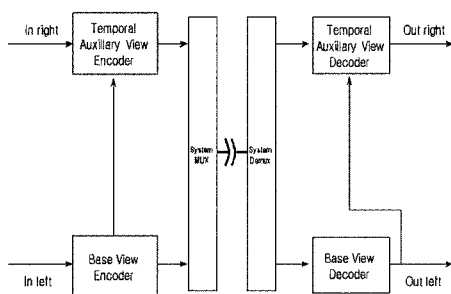 In right
Temporal
Auxiliary View
Encoder
System
MUX
System
Demux
Temporal
Auxiliary View
Decoder
Out right
In left
Base View
Encoder
Base View
Decoder
Out left